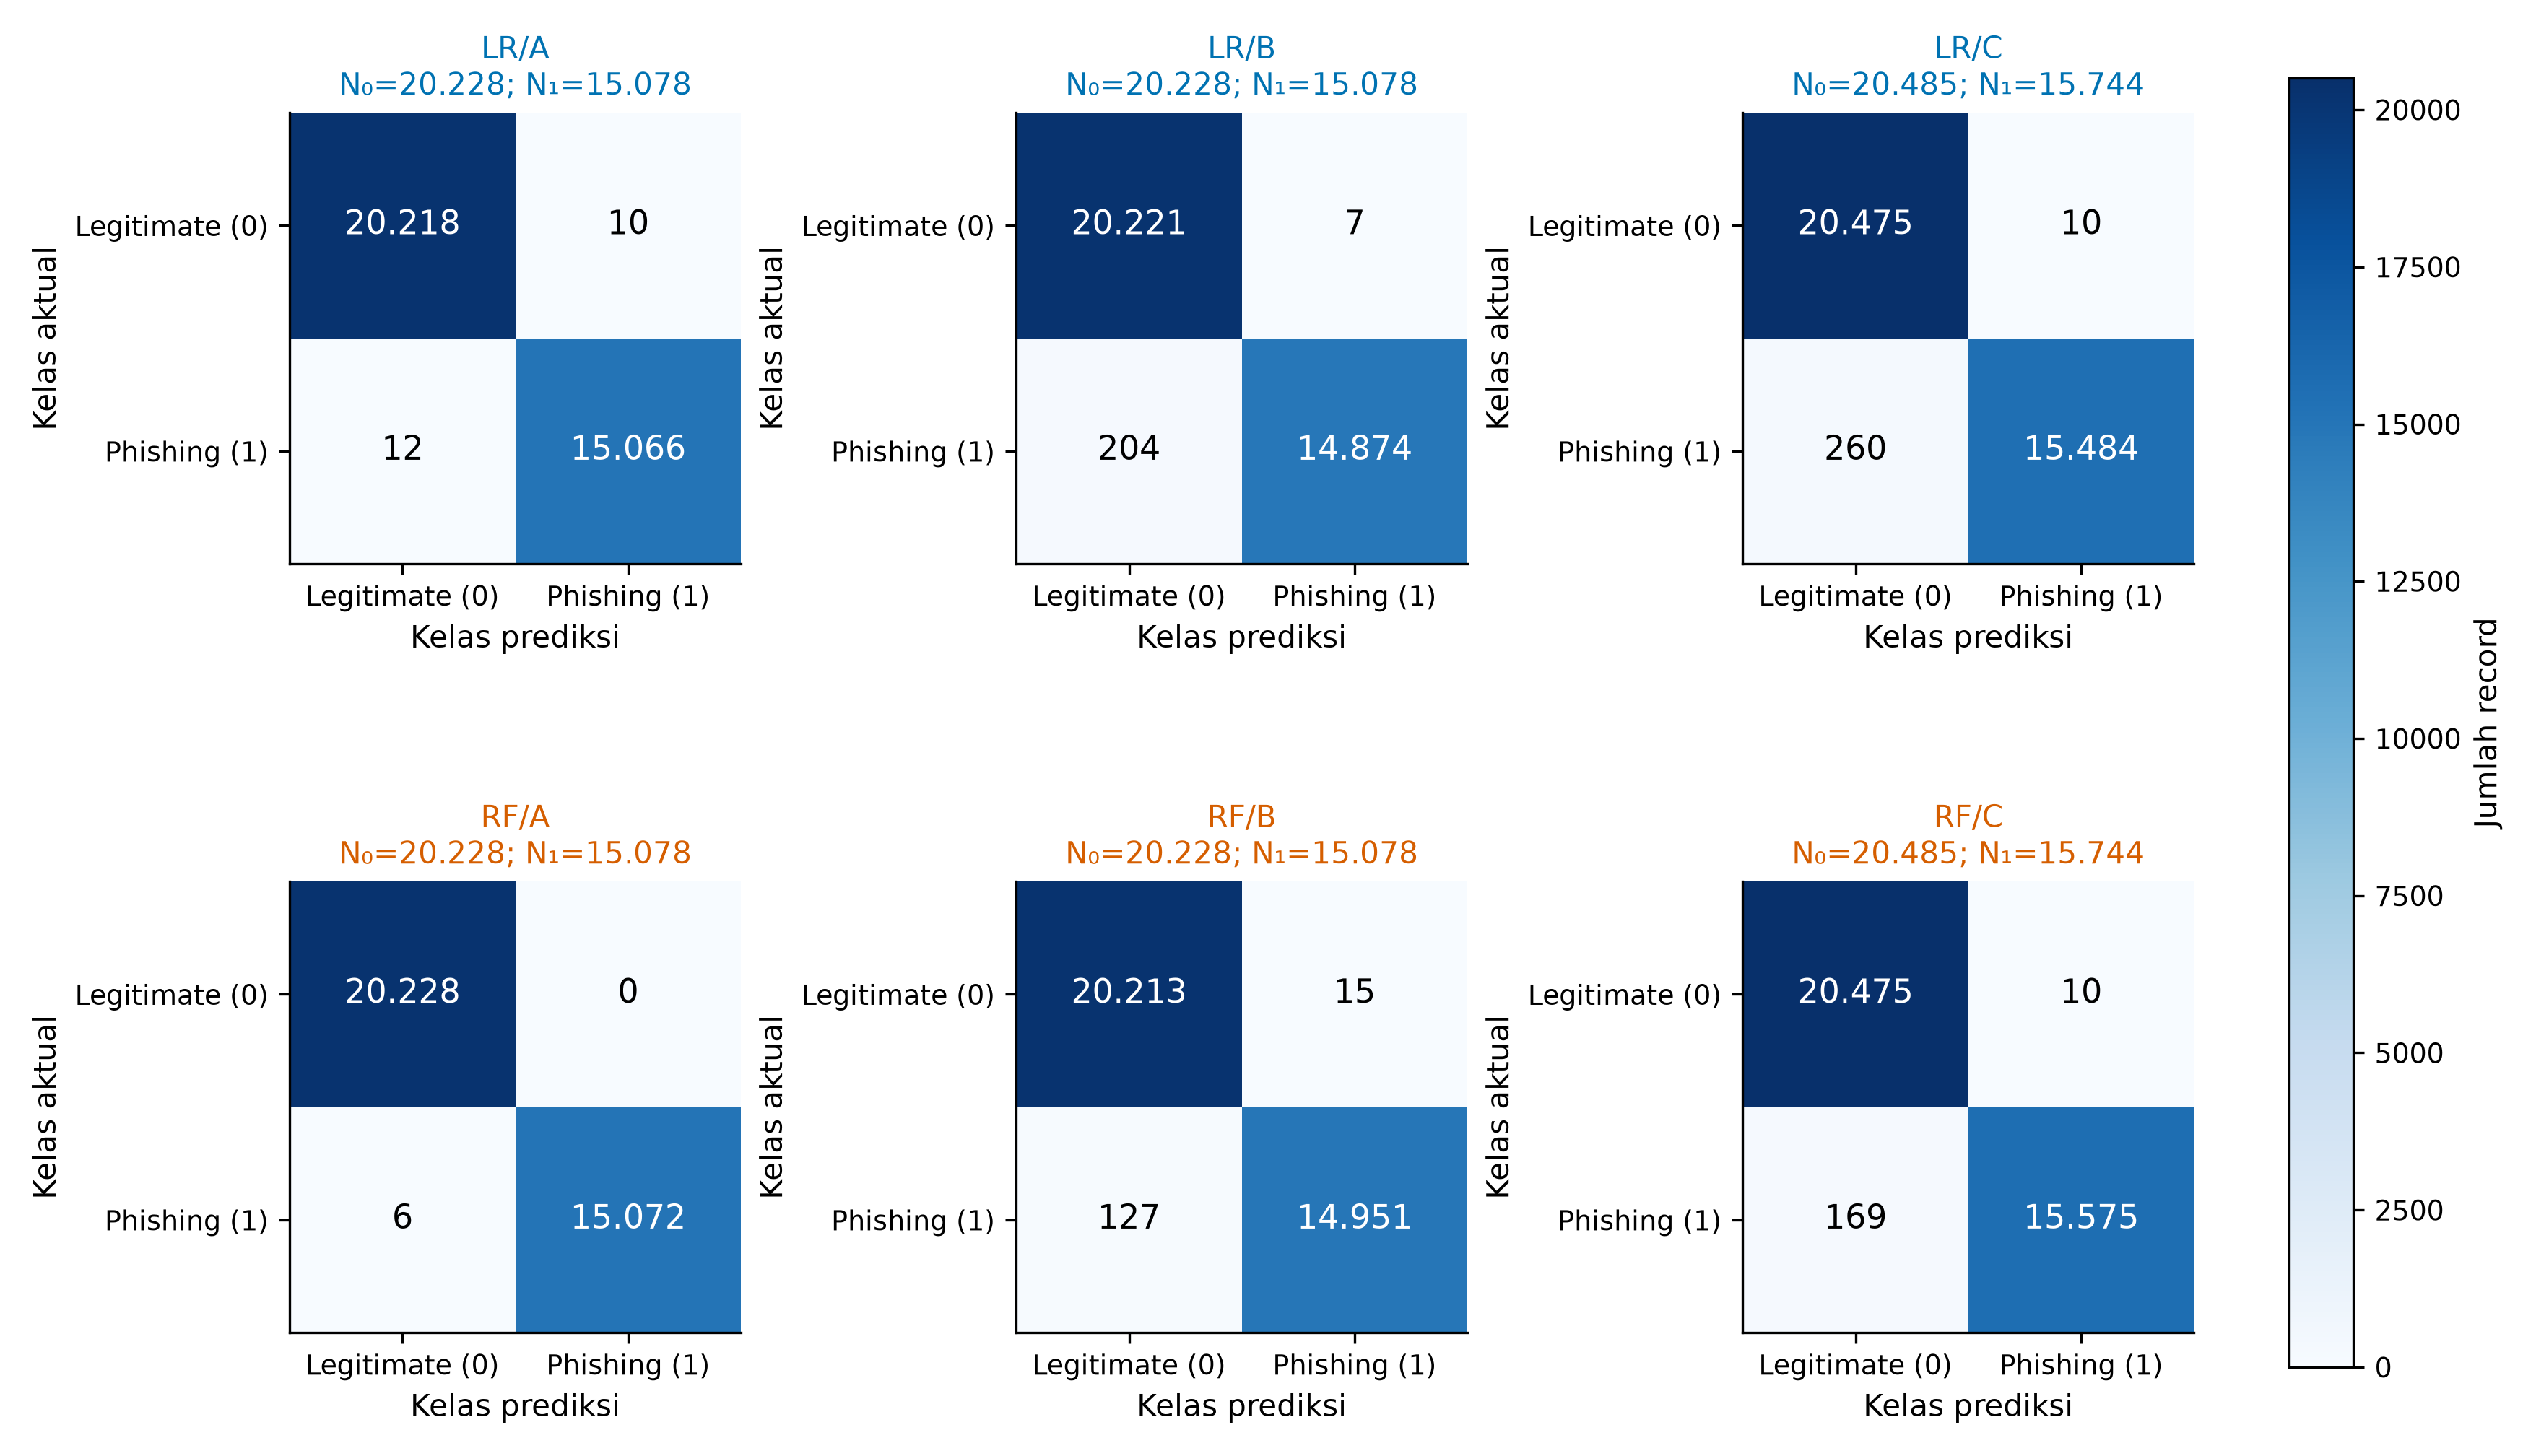 LR/A
N₀=20.228; N₁=15.078
Kelas aktual
Legitimate (0)
20.218
10
Phishing (1)
12
15.066
Legitimate (0)
Phishing (1)
Kelas prediksi
LR/B
N₀=20.228; N₁=15.078
Kelas aktual
Legitimate (0)
20.221
7
Phishing (1)
204
14.874
Legitimate (0)
Phishing (1)
Kelas prediksi
LR/C
N₀=20.485; N₁=15.744
Kelas aktual
Legitimate (0)
20.475
10
Phishing (1)
260
15.484
Legitimate (0)
Phishing (1)
Kelas prediksi
RF/A
N₀=20.228; N₁=15.078
Kelas aktual
Legitimate (0)
20.228
0
Phishing (1)
6
15.072
Legitimate (0)
Phishing (1)
Kelas prediksi
RF/B
N₀=20.228; N₁=15.078
Kelas aktual
Legitimate (0)
20.213
15
Phishing (1)
127
14.951
Legitimate (0)
Phishing (1)
Kelas prediksi
RF/C
N₀=20.485; N₁=15.744
Kelas aktual
Legitimate (0)
20.475
10
Phishing (1)
169
15.575
Legitimate (0)
Phishing (1)
Kelas prediksi
20000
17500
15000
12500
10000
7500
5000
2500
0
Jumlah record